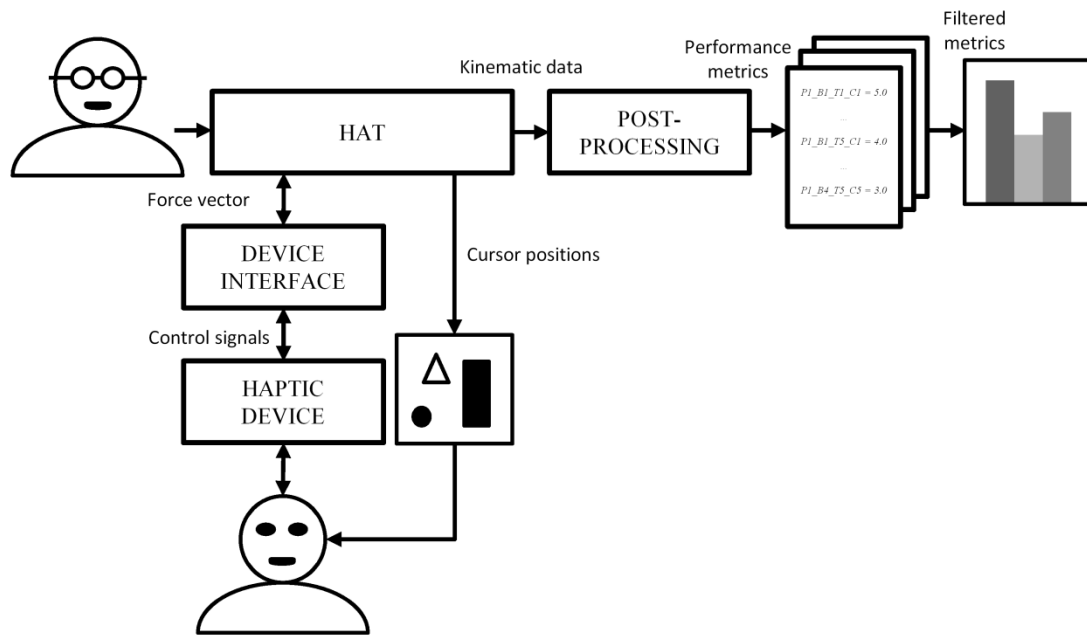 Filtered
metrics
Performance
metrics
Kinematic data
HAT
POST-
PROCESSING
P1_B1_T1_C1 = 5.0
...
P1_B1_T5_C1 = 4.0
...
P1_B4_T5_C5 = 3.0
Force vector
DEVICE
INTERFACE
Cursor positions
Control signals
HAPTIC
DEVICE